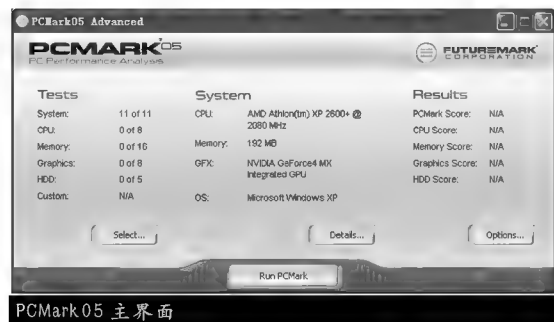 PCMark05 Advanced
PCMARK'05
PC Performance Analysis
FUTUREMARK
CORPORATION
Tests
System: 11 of 11
CPU: 0 of 8
Memory: 0 of 16
Graphics: 0 of 8
HDD: 0 of 5
Custom: N/A
Select...
System
CPU: AMD Athlon(tm) XP 2600+ @
2080 MHz
Memory: 192 MB
GFX: NVIDIA GeForce4 MX
Integrated GPU
OS: Microsoft Windows XP
Details...
Results
PCMark Score: N/A
CPU Score: N/A
Memory Score: N/A
Graphics Score: N/A
HDD Score: N/A
Options...
Run PCMark
PCMark05 主界面